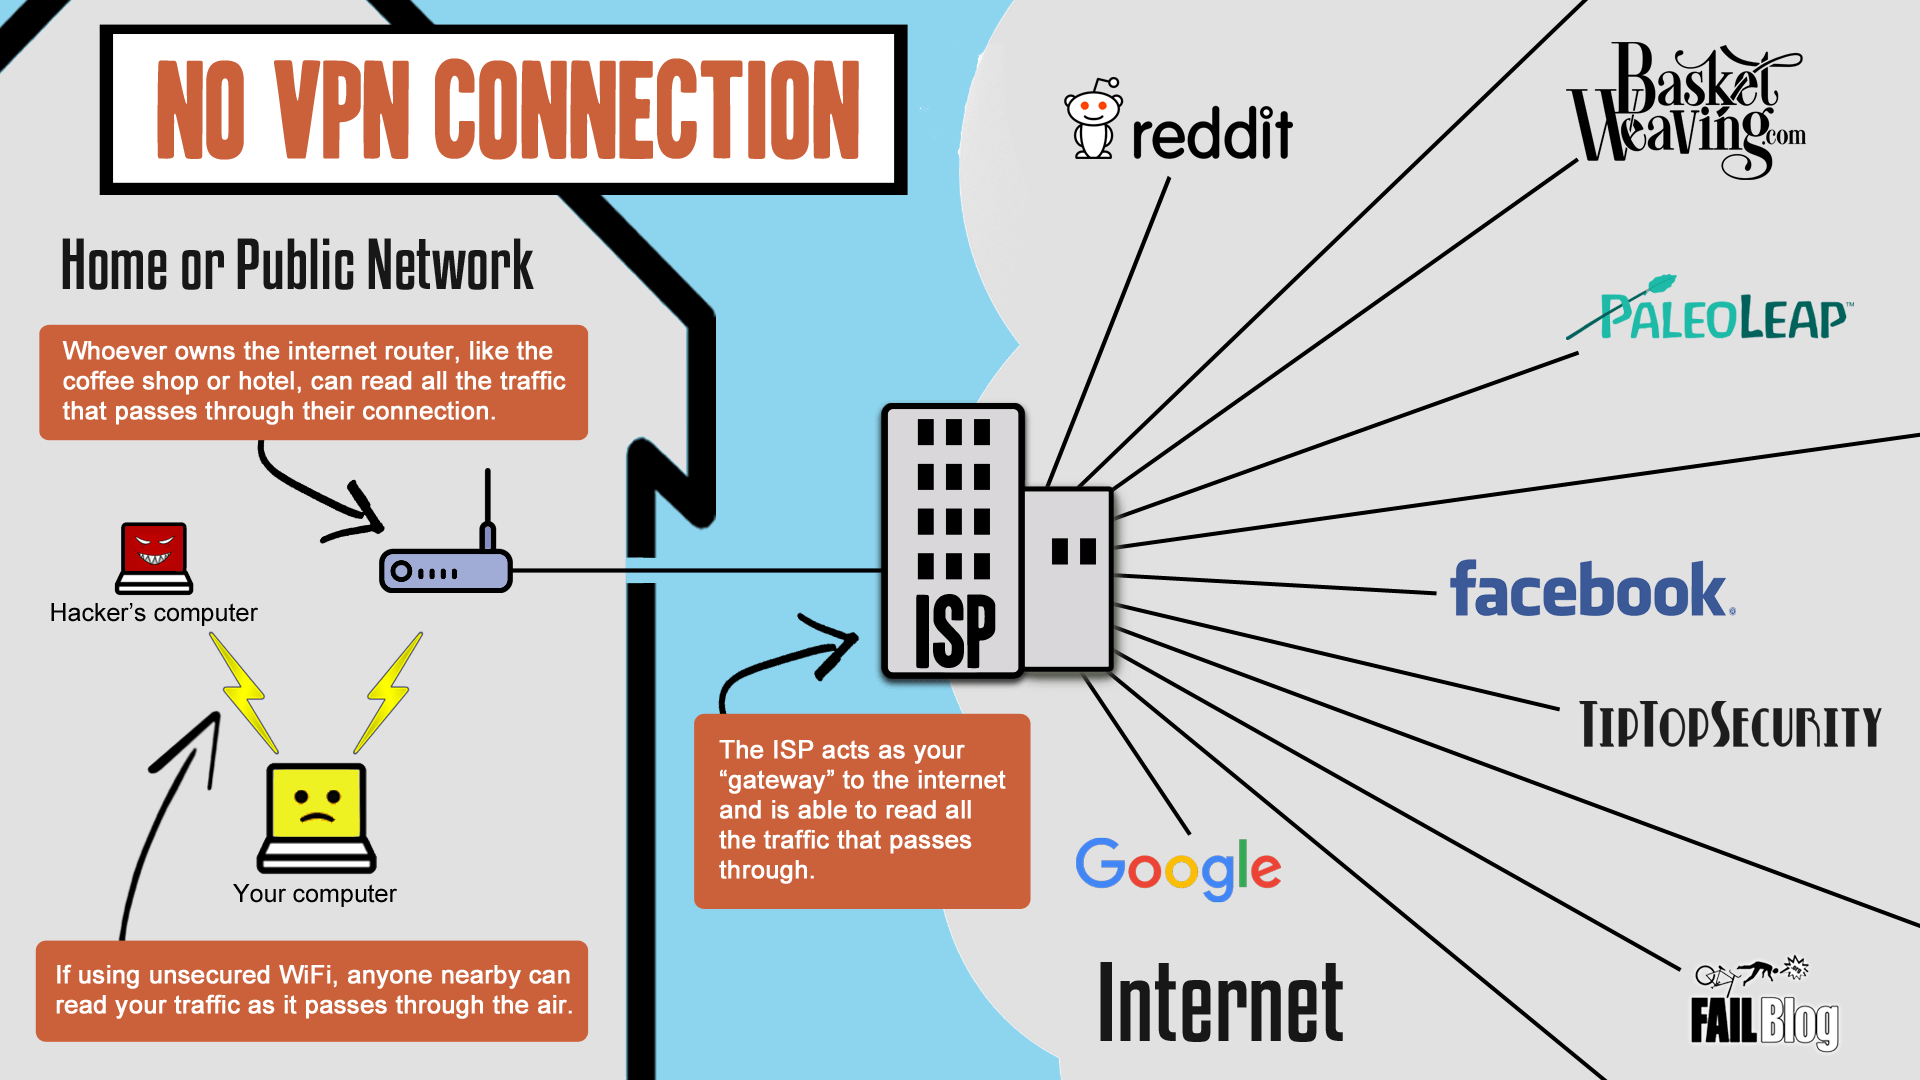 NO VPN CONNECTION
Home or Public Network
Whoever owns the internet router, like the
coffee shop or hotel, can read all the traffic
that passes through their connection.
Hacker's computer
Your computer
If using unsecured WiFi, anyone nearby can
read your traffic as it passes through the air.
ISP
The ISP acts as your
“gateway” to the internet
and is able to read all
the traffic that passes
through.
reddit
Basket
Weaving.com
PALEOLEAP™
facebook®
TIPTOPSECURITY
Google
Internet
FAIL Blog